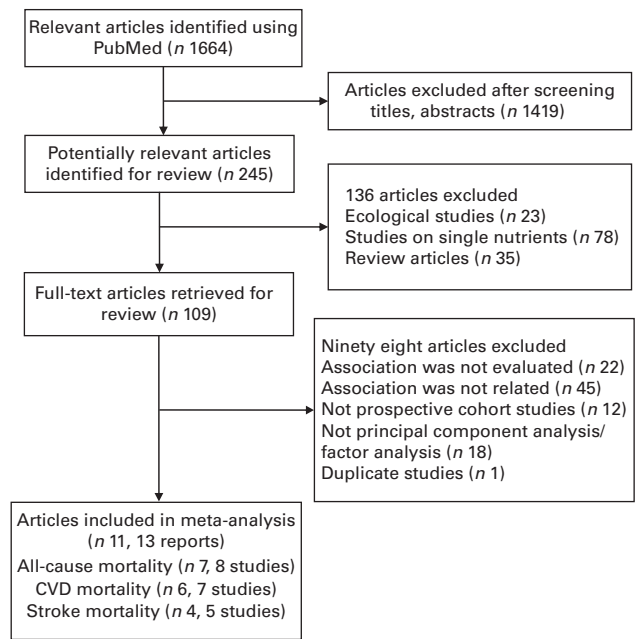 Relevant articles identified using
PubMed (n 1664)
Articles excluded after screening
titles, abstracts (n 1419)
Potentially relevant articles
identified for review (n 245)
136 articles excluded
Ecological studies (n 23)
Studies on single nutrients (n 78)
Review articles (n 35)
Full-text articles retrieved for
review (n 109)
Ninety eight articles excluded
Association was not evaluated (n 22)
Association was not related (n 45)
Not prospective cohort studies (n 12)
Not principal component analysis/
factor analysis (n 18)
Duplicate studies (n 1)
Articles included in meta-analysis
(n 11, 13 reports)
All-cause mortality (n 7, 8 studies)
CVD mortality (n 6, 7 studies)
Stroke mortality (n 4, 5 studies)